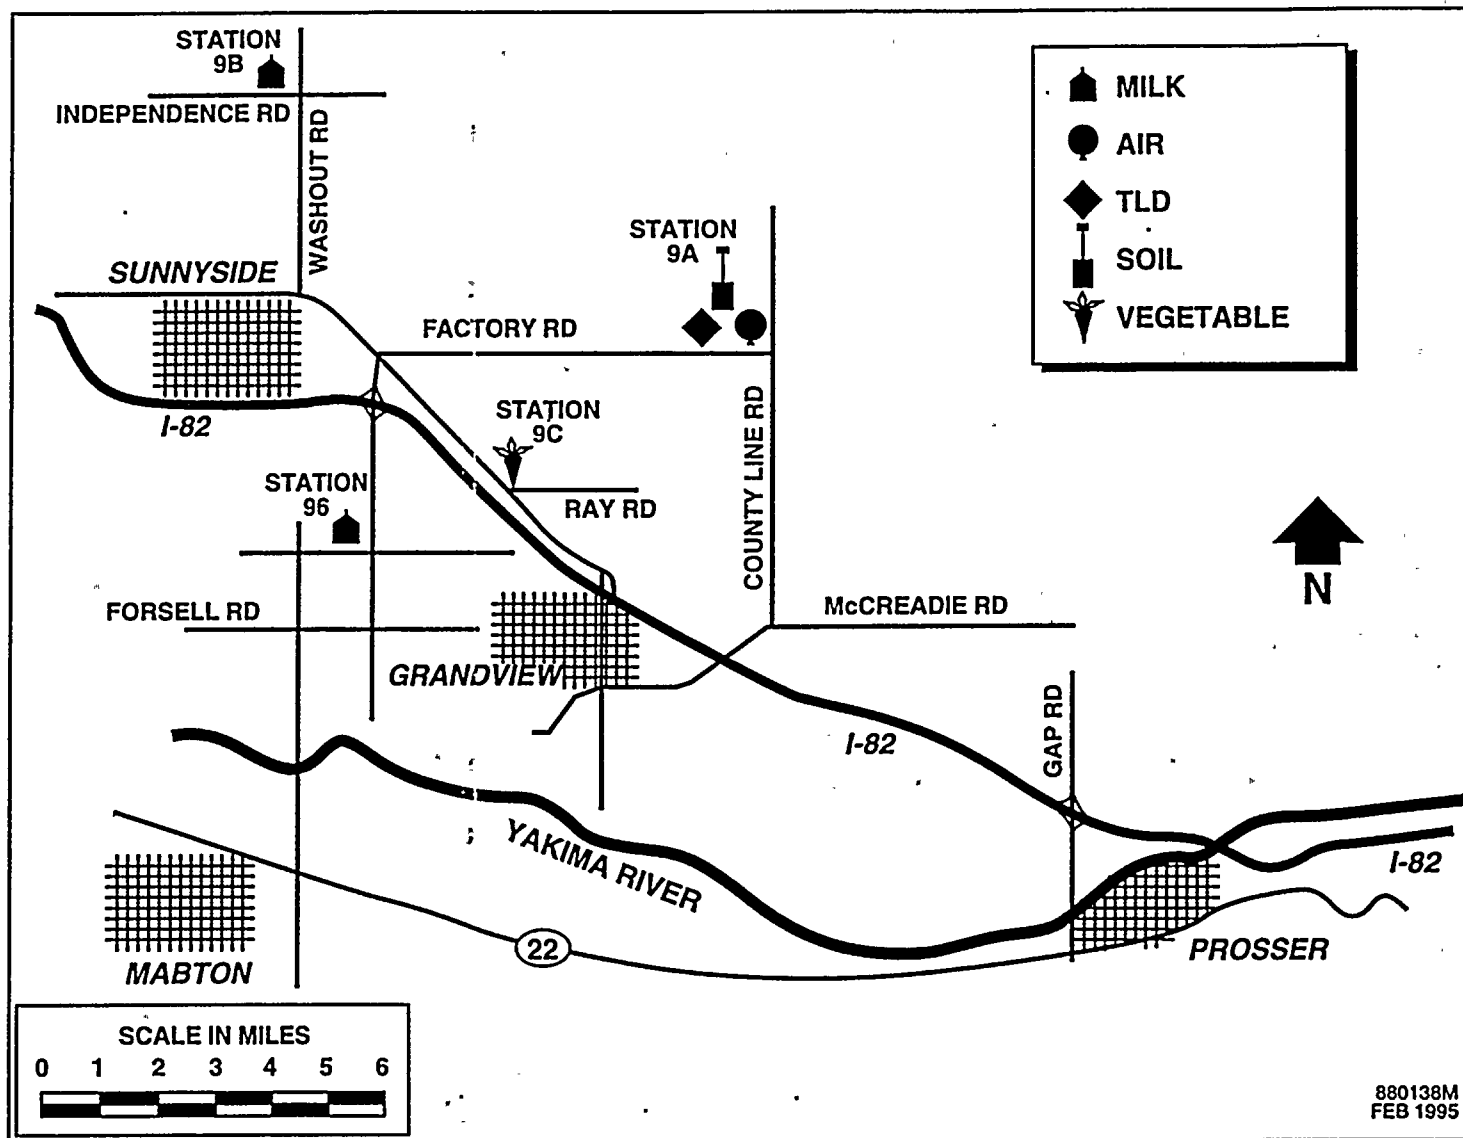 STATION
9B
INDEPENDENCE RD
WASHOUT RD
MILK
AIR
TLD
SOIL
VEGETABLE
STATION
9A
SUNNYSIDE
FACTORY RD
I-82
STATION
9C
COUNTY LINE RD
STATION
96
RAY RD
N
FORSELL RD
McCREADIE RD
GRANDVIEW
GAP RD
I-82
YAKIMA RIVER
I-82
22
PROSSER
MABTON
SCALE IN MILES
0 1 2 3 4 5 6
880138M
FEB 1995